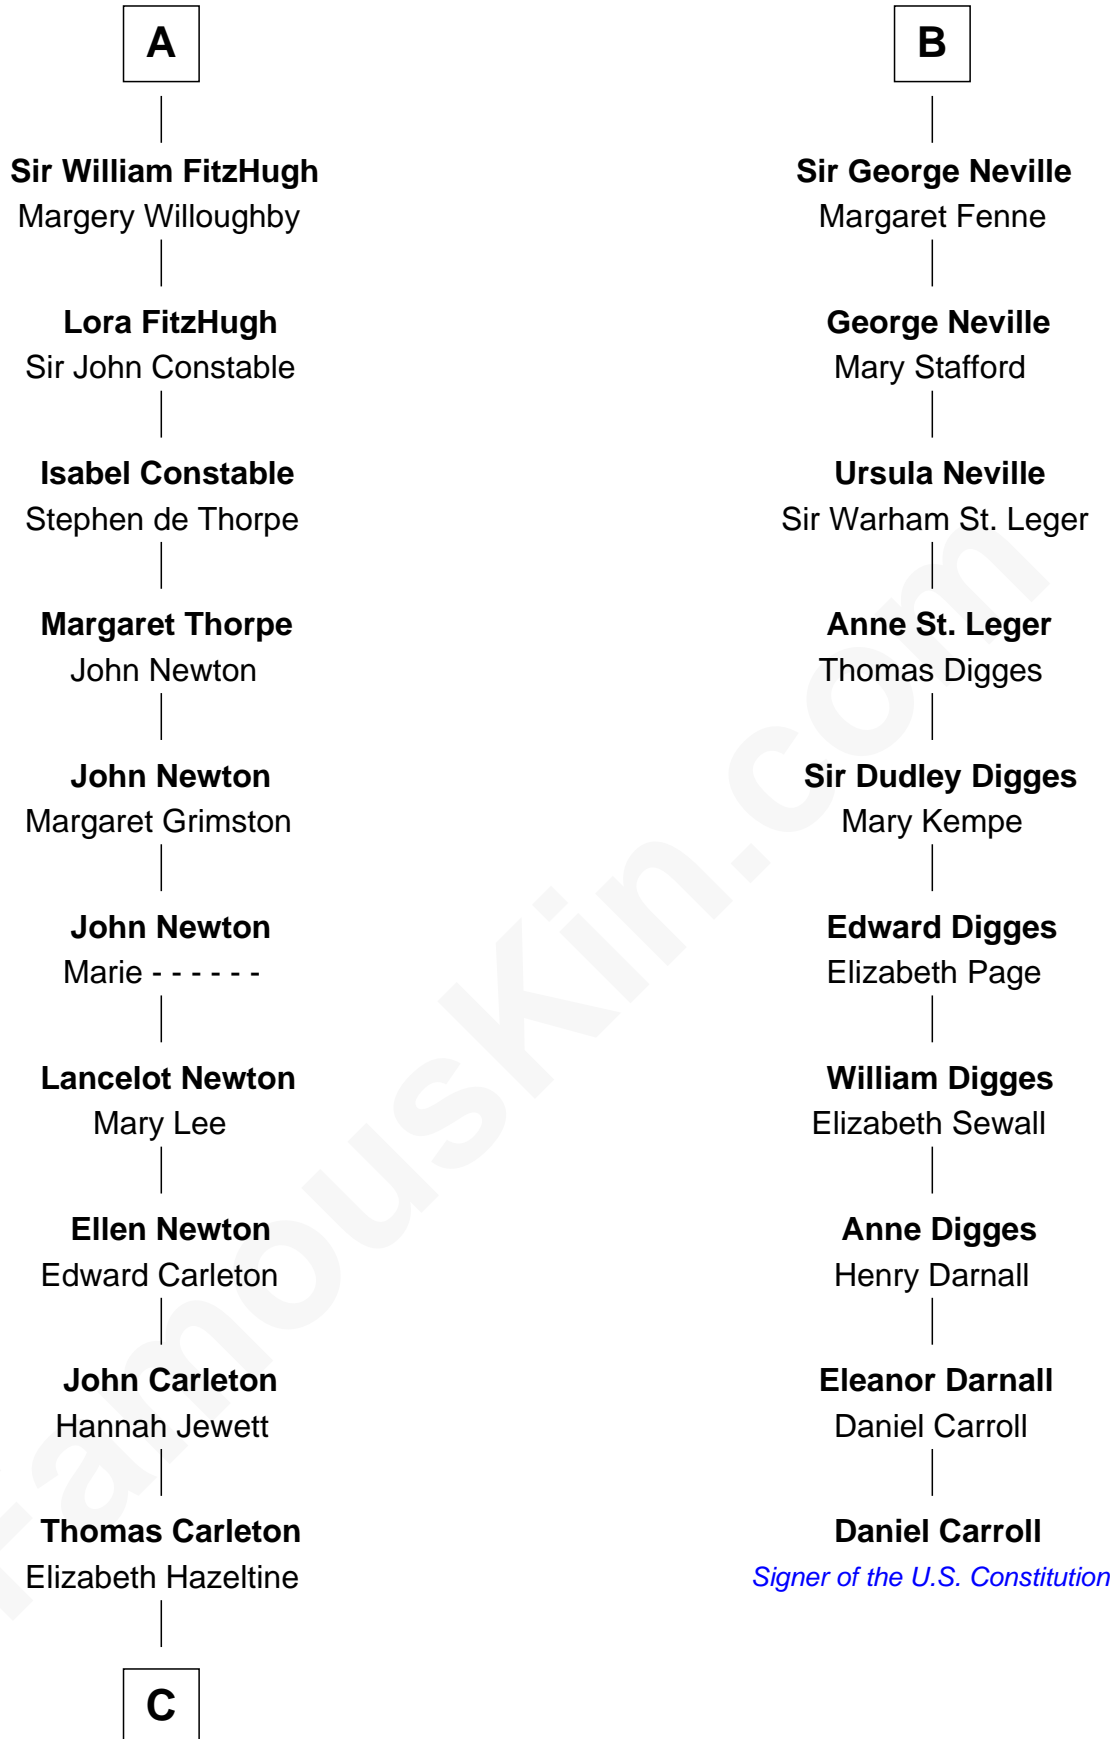 A
Sir William FitzHugh
Margery Willoughby
Lora FitzHugh
Sir John Constable
Isabel Constable
Stephen de Thorpe
Margaret Thorpe
John Newton
John Newton
Margaret Grimston
John Newton
Marie - - - - - -
Lancelot Newton
Mary Lee
Ellen Newton
Edward Carleton
John Carleton
Hannah Jewett
Thomas Carleton
Elizabeth Hazeltine
C
B
Sir George Neville
Margaret Fenne
George Neville
Mary Stafford
Ursula Neville
Sir Warham St. Leger
Anne St. Leger
Thomas Digges
Sir Dudley Digges
Mary Kempe
Edward Digges
Elizabeth Page
William Digges
Elizabeth Sewall
Anne Digges
Henry Darnall
Eleanor Darnall
Daniel Carroll
Daniel Carroll
Signer of the U.S. Constitution
FamousKin.com